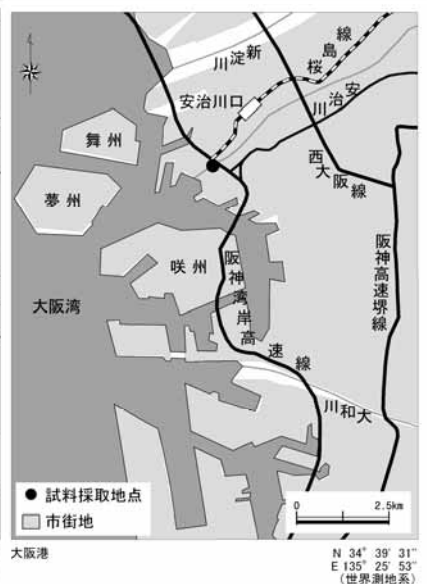 新淀川
桜島線
安治川口
安治川
舞州
西大阪線
夢州
咲州
阪神湾岸高速線
阪神高速堺線
大阪湾
大和川
● 試料採取地点
市街地
0 2.5km
大阪港
N 34° 39' 31"
E 135° 25' 53"
(世界測地系)